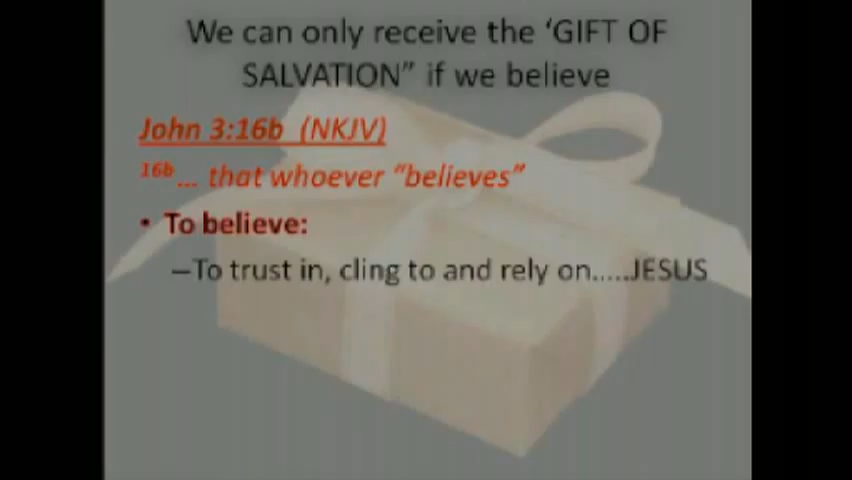 We can only receive the ‘GIFT OF
SALVATION” if we believe
John 3:16b (NKJV)
16b... that whoever “believes”
• To believe:
–To trust in, cling to and rely on.....JESUS